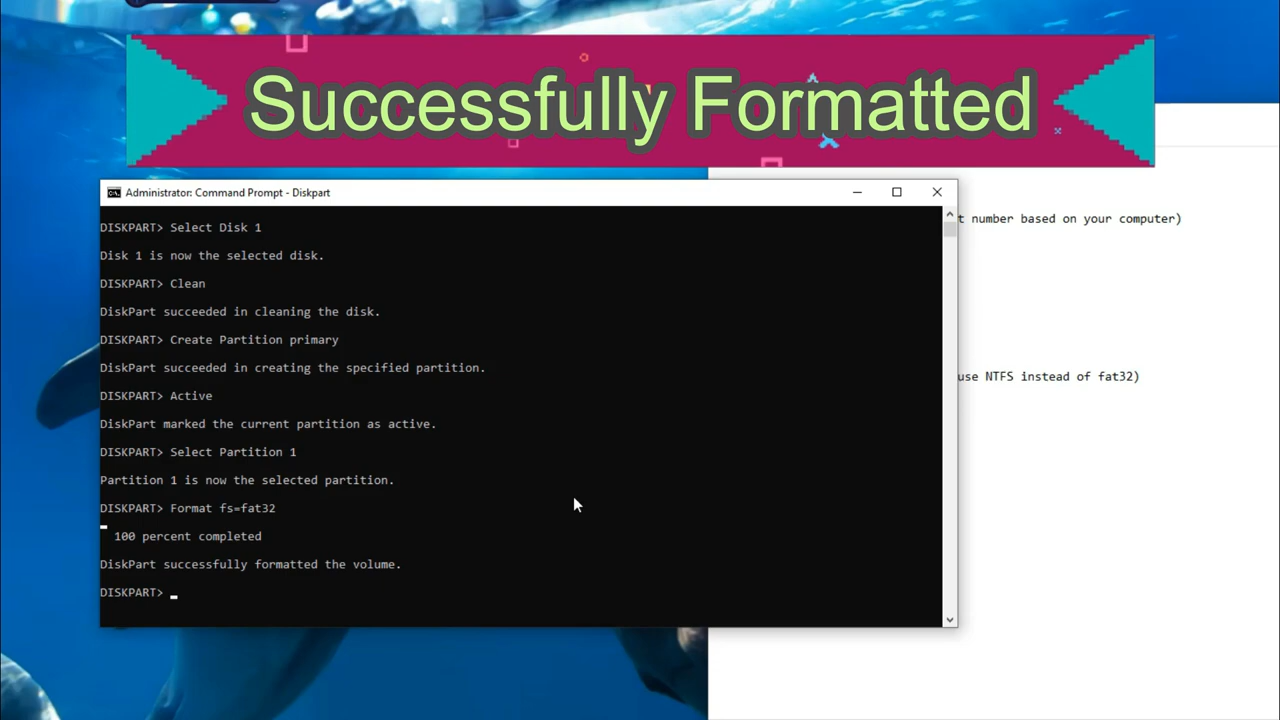 Successfully Formatted
Administrator: Command Prompt - Diskpart
DISKPART> Select Disk 1
Disk 1 is now the selected disk.
DISKPART> Clean
DiskPart succeeded in cleaning the disk.
DISKPART> Create Partition primary
DiskPart succeeded in creating the specified partition.
DISKPART> Active
DiskPart marked the current partition as active.
DISKPART> Select Partition 1
Partition 1 is now the selected partition.
DISKPART> Format fs=fat32
100 percent completed
DiskPart successfully formatted the volume.
DISKPART>
t number based on your computer)
use NTFS instead of fat32)